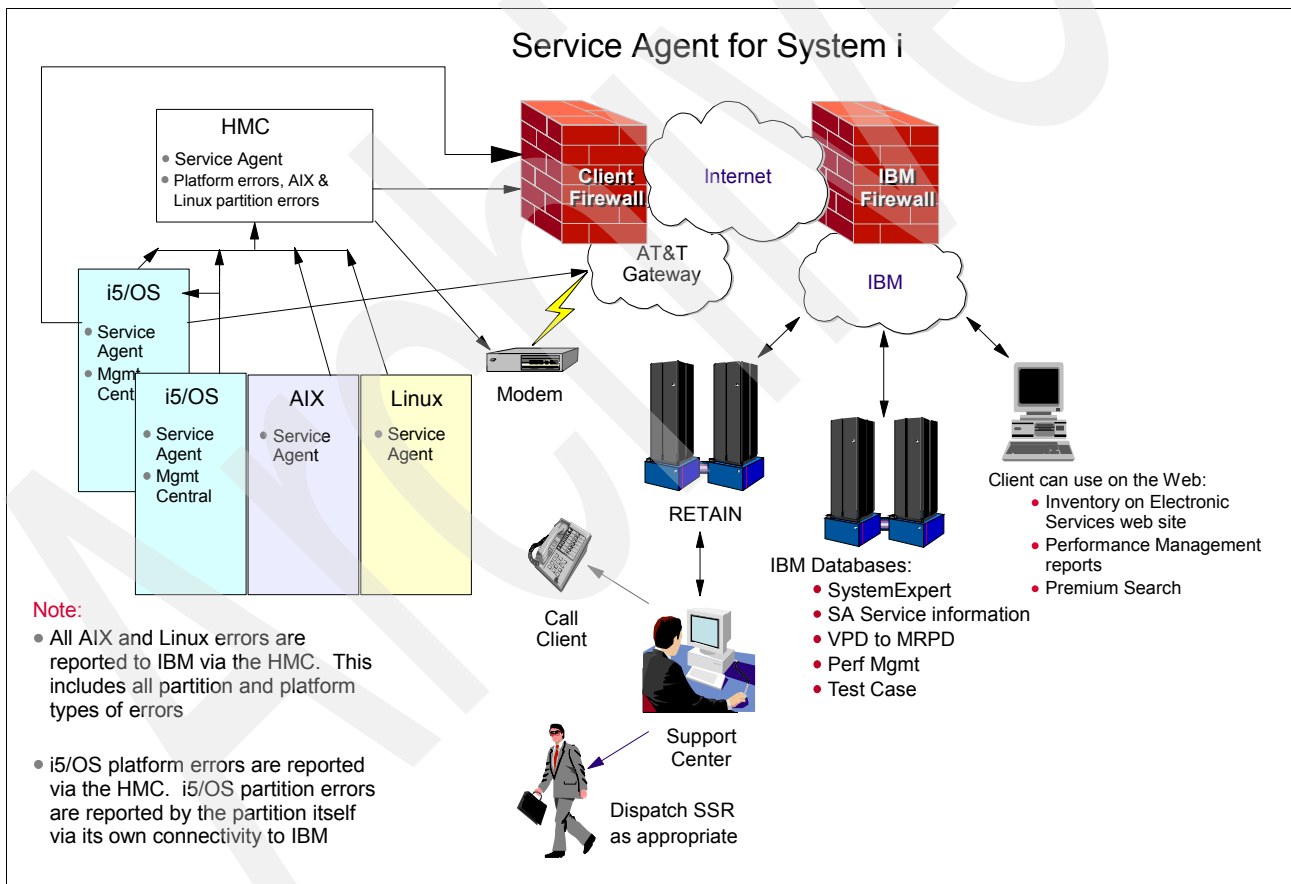 Service Agent for System i
HMC
• Service Agent
• Platform errors, AIX &
Linux partition errors
Client
Firewall
Internet
IBM
Firewall
AT&T
Gateway
IBM
i5/OS
• Service
Agent
• Mgmt
Central
i5/OS
• Service
Agent
• Mgmt
Central
AIX
• Service
Agent
Linux
• Service
Agent
Modem
RETAIN
Client can use on the Web:
• Inventory on Electronic
Services web site
• Performance Management
reports
• Premium Search
IBM Databases:
• SystemExpert
• SA Service information
• VPD to MRPD
• Perf Mgmt
• Test Case
Call
Client
Support
Center
Dispatch SSR
as appropriate
Note:
• All AIX and Linux errors are
reported to IBM via the HMC. This
includes all partition and platform
types of errors
• i5/OS platform errors are reported
via the HMC. i5/OS partition errors
are reported by the partition itself
via its own connectivity to IBM